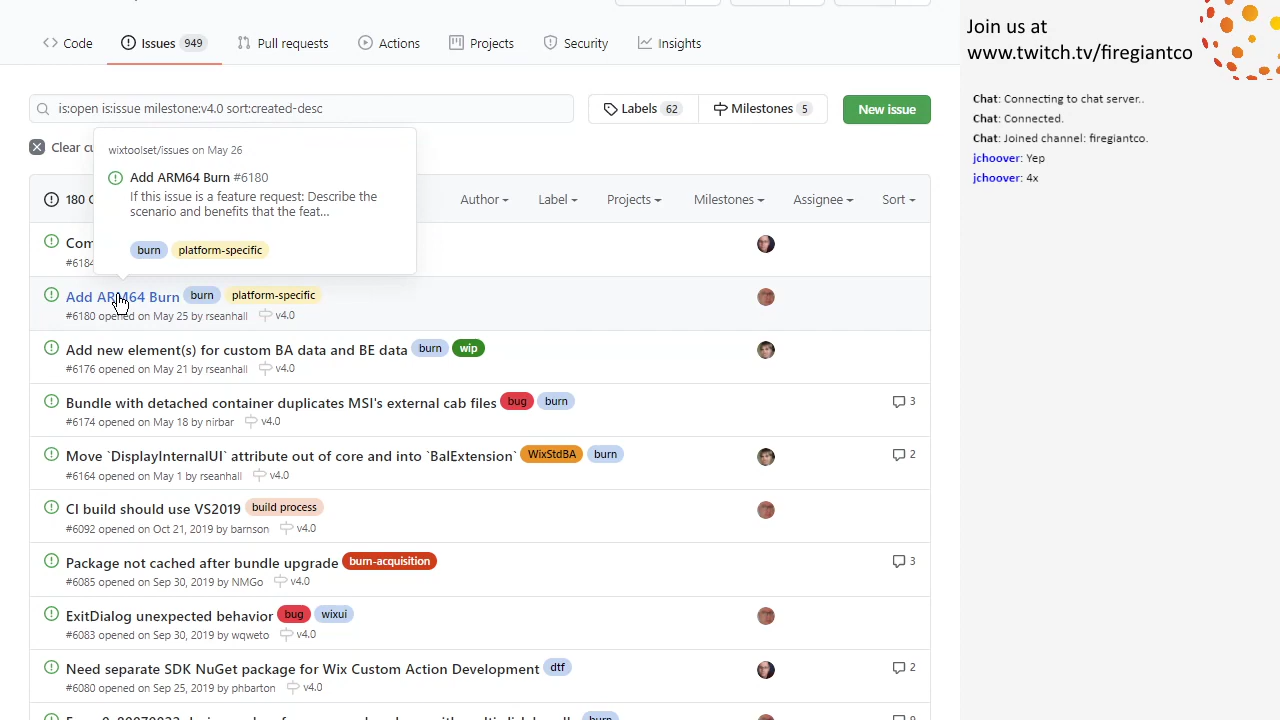 Code
Issues 949
Pull requests
Actions
Projects
Security
Insights
is:open is:issue milestone:v4.0 sort:created-desc
Labels 62
Milestones 5
New issue
Clear cu
wixtoolset/issues on May 26
Add ARM64 Burn #6180
If this issue is a feature request: Describe the
scenario and benefits that the feat...
burn platform-specific
180
Author
Label
Projects
Milestones
Assignee
Sort
Com
#6184
Add ARM64 Burn burn platform-specific
#6180 opened on May 25 by rseanhall v4.0
Add new element(s) for custom BA data and BE data burn wip
#6176 opened on May 21 by rseanhall v4.0
Bundle with detached container duplicates MSI's external cab files bug burn 3
#6174 opened on May 18 by nirbar v4.0
Move `DisplayInternalUI` attribute out of core and into `BalExtension` WixStdBA burn 2
#6164 opened on May 1 by rseanhall v4.0
CI build should use VS2019 build process
#6092 opened on Oct 21, 2019 by barnson v4.0
Package not cached after bundle upgrade burn-acquisition 3
#6085 opened on Sep 30, 2019 by NMGo v4.0
ExitDialog unexpected behavior bug wixui
#6083 opened on Sep 30, 2019 by wqweto v4.0
Need separate SDK NuGet package for Wix Custom Action Development dtf 2
#6080 opened on Sep 25, 2019 by phbarton v4.0
burn
Join us at
www.twitch.tv/firegiantco
Chat: Connecting to chat server..
Chat: Connected.
Chat: Joined channel: firegiantco.
jchoover: Yep
jchoover: 4x